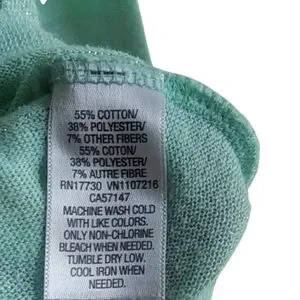 55% COTTON/
38% POLYESTER/
7% OTHER FIBERS
55% COTON/
38% POLYESTER/
7% AUTRE FIBRE
RN17730 VN1107216
CA57147
MACHINE WASH COLD
WITH LIKE COLORS.
ONLY NON-CHLORINE
BLEACH WHEN NEEDED.
TUMBLE DRY LOW.
COOL IRON WHEN
NEEDED.